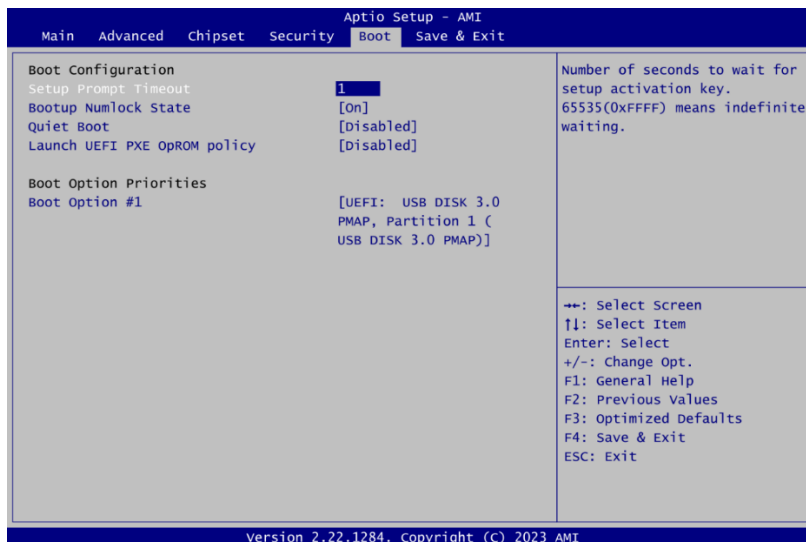 Aptio Setup - AMI
Main Advanced Chipset Security Boot Save & Exit
Boot Configuration
Setup Prompt Timeout 1
Bootup Numlock State [On]
Quiet Boot [Disabled]
Launch UEFI PXE OpROM policy [Disabled]
Boot Option Priorities
Boot Option #1 [UEFI: USB DISK 3.0
PMAP, Partition 1 (
USB DISK 3.0 PMAP)]
Number of seconds to wait for
setup activation key.
65535(0xFFFF) means indefinite
waiting.
→←: Select Screen
↑↓: Select Item
Enter: Select
+/-: Change Opt.
F1: General Help
F2: Previous Values
F3: Optimized Defaults
F4: Save & Exit
ESC: Exit
Version 2.22.1284. Copyright (C) 2023 AMI